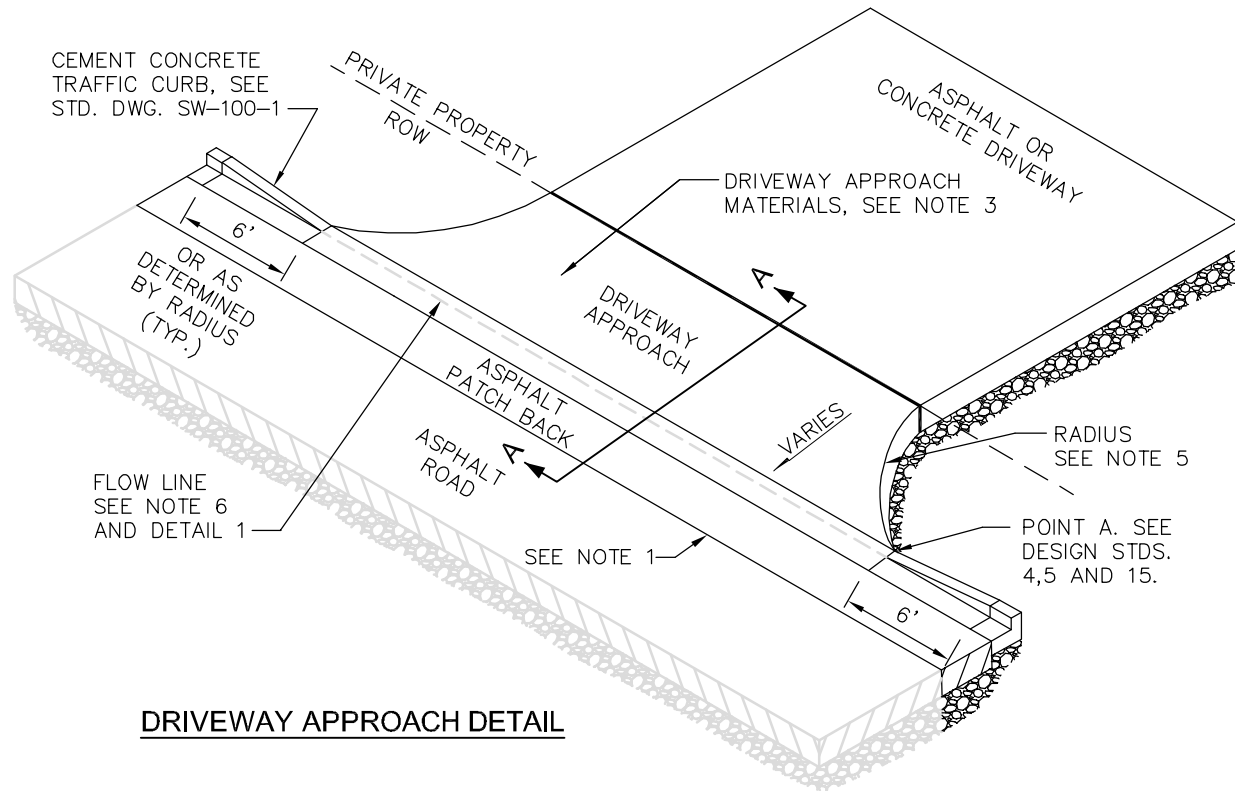 CEMENT CONCRETE
TRAFFIC CURB, SEE
STD. DWG. SW-100-1
PRIVATE PROPERTY
ROW
ASPHALT OR
CONCRETE DRIVEWAY
DRIVEWAY APPROACH
MATERIALS, SEE NOTE 3
6'
OR AS
DETERMINED
BY RADIUS
(TYP.)
A
DRIVEWAY
APPROACH
ASPHALT
PATCH BACK
VARIES
A
ASPHALT
ROAD
RADIUS
SEE NOTE 5
FLOW LINE
SEE NOTE 6
AND DETAIL 1
SEE NOTE 1
POINT A. SEE
DESIGN STDS.
4,5 AND 15.
6'
DRIVEWAY APPROACH DETAIL